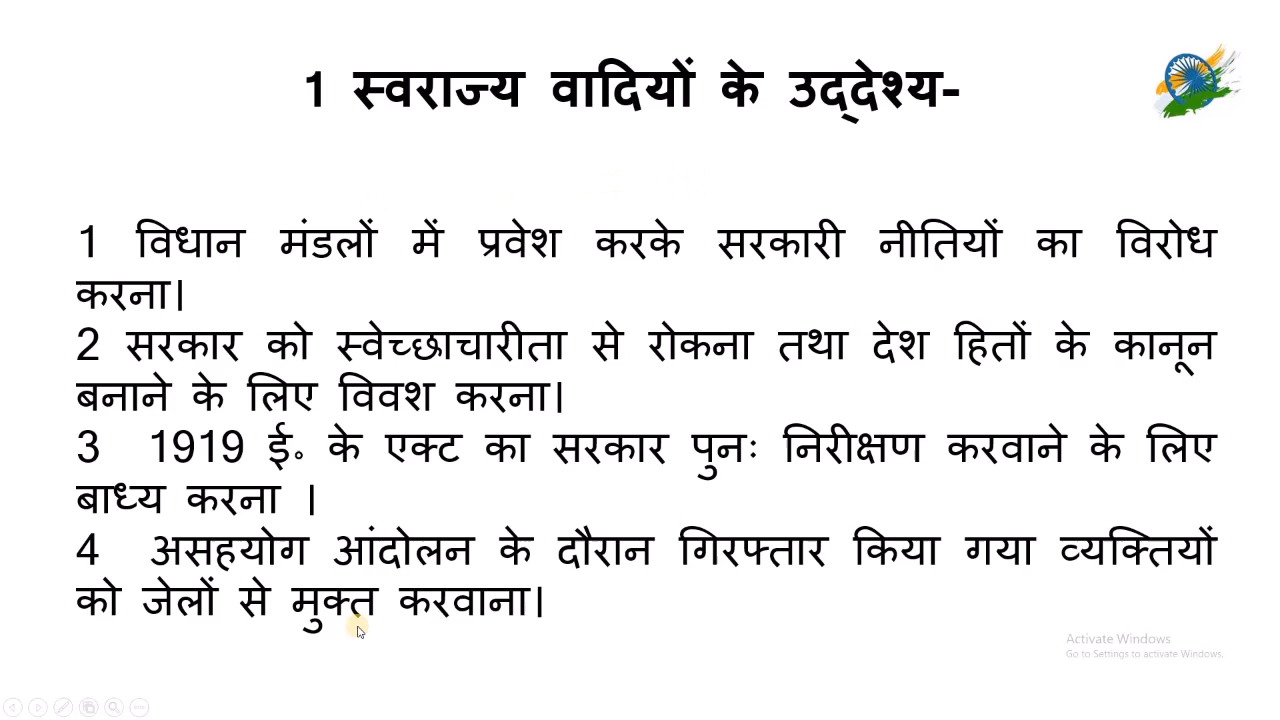 1 स्वराज्य वादियों के उद्देश्य-
1 विधान मंडलों में प्रवेश करके सरकारी नीतियों का विरोध
करना।
2 सरकार को स्वेच्छाचारीता से रोकना तथा देश हितों के कानून
बनाने के लिए विवश करना।
3 1919 ई॰ के एक्ट का सरकार पुनः निरीक्षण करवाने के लिए
बाध्य करना ।
4 असहयोग आंदोलन के दौरान गिरफ्तार किया गया व्यक्तियों
को जेलों से मुक्त करवाना।
Activate Windows
Go to Settings to activate Windows.